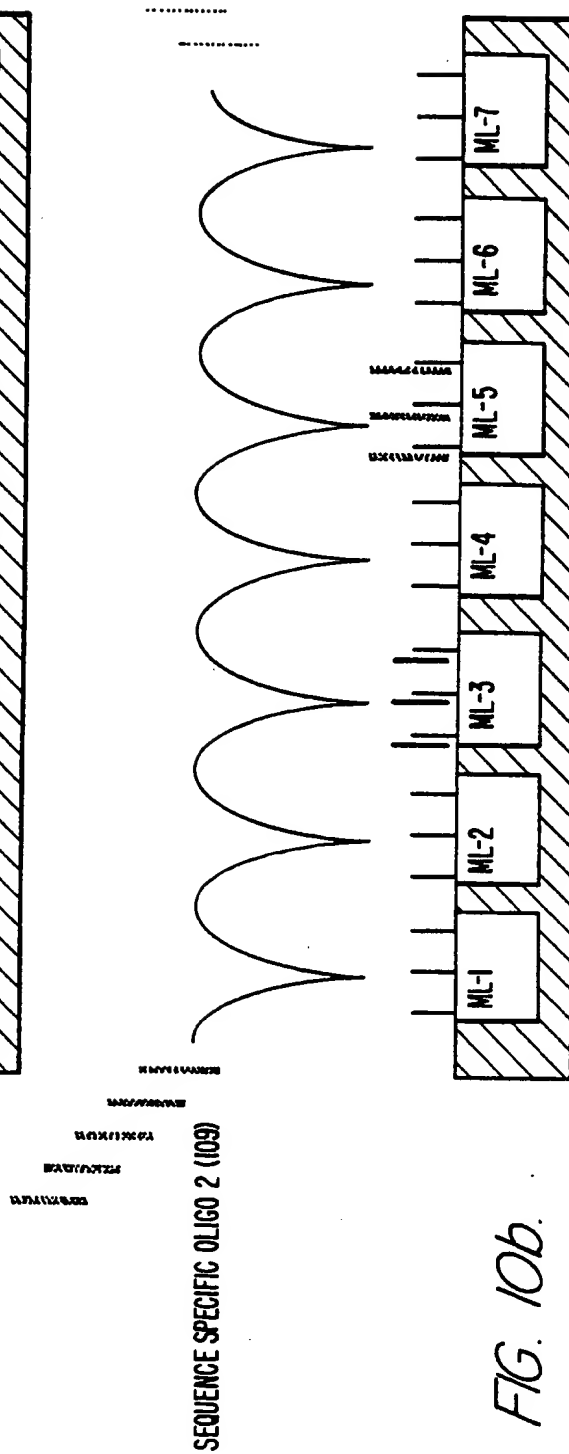 SEQUENCE SPECIFIC OLIGO 2 (109)
ML-1
ML-2
ML-3
ML-4
ML-5
ML-6
ML-7
FIG. 10b.